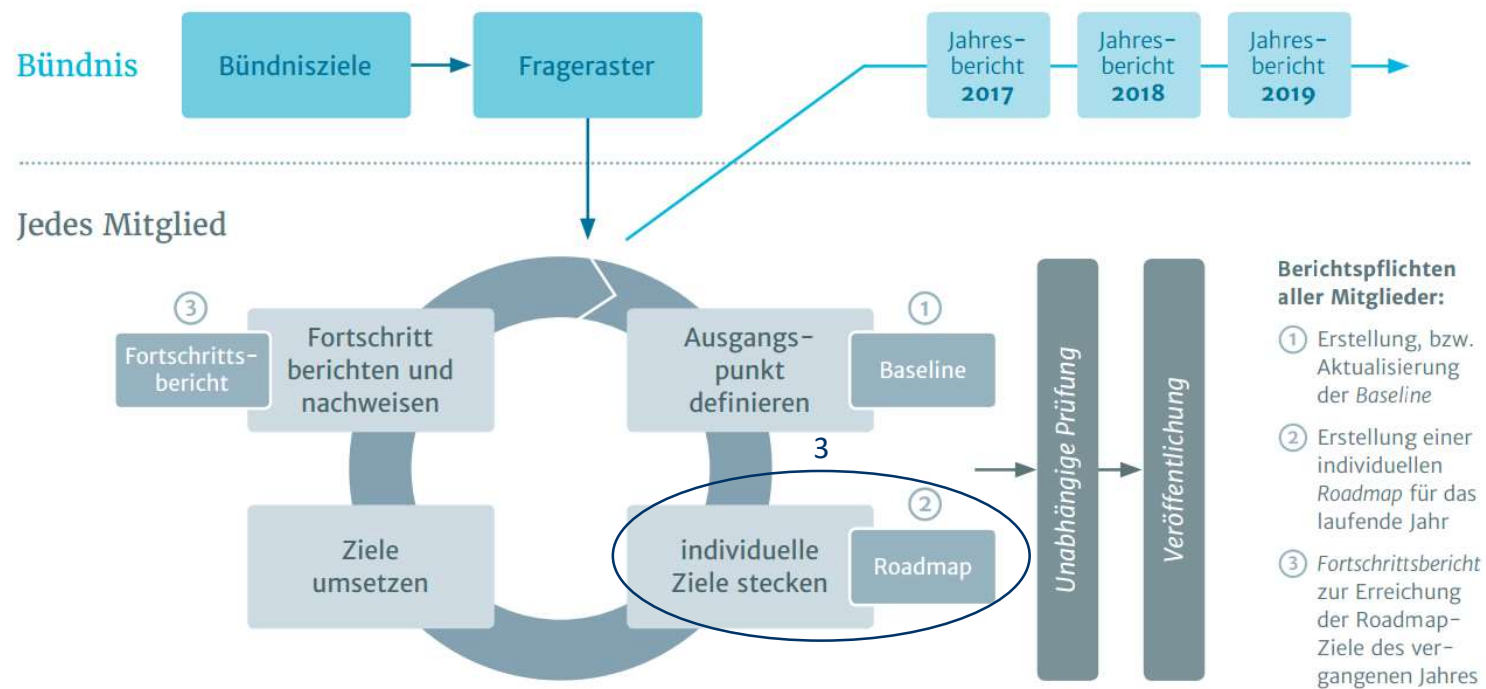 Bündnis
Bündnisziele
Frageraster
Jahres-
bericht
2017
Jahres-
bericht
2018
Jahres-
bericht
2019
Jedes Mitglied
3
Fortschritts-
bericht
Fortschritt
berichten und
nachweisen
Ausgangs-
punkt
definieren
1
Baseline
3
Ziele
umsetzen
individuelle
Ziele stecken
2
Roadmap
Unabhängige Prüfung
Veröffentlichung
Berichtspflichten
aller Mitglieder:
1 Erstellung, bzw.
Aktualisierung
der Baseline
2 Erstellung einer
individuellen
Roadmap für das
laufende Jahr
3 Fortschrittsbericht
zur Erreichung
der Roadmap-
Ziele des ver-
gangenen Jahres